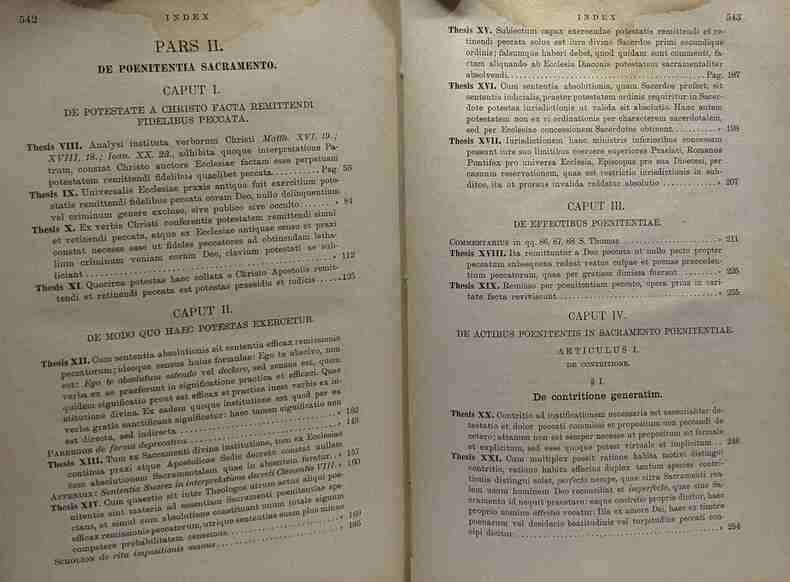 542 INDEX
PARS II.
DE POENITENTIA SACRAMENTO.
CAPUT I.
DE POTESTATE A CHRISTO FACTA REMITTENDI
FIDELIBUS PECCATA.
Thesis VIII. Analysi instituta verborum Christi Matth. XVI. 19.;
XVIII, 18.; Ioan. XX. 23., adhibita quoque interpretatione Pa-
trum, constat Christo auctore Ecclesiae factam esse perpetuam
potestatem remittendi fidelibus quaelibet peccata Pag. 56
Thesis IX. Universalis Ecclesiae praxis antiqua fuit exercitium pote-
statis remittendi fidelibus peccata coram Deo, nullo delinquentium
vel criminum genere excluso, sive publico sive occulto » 84
Thesis X. Ex verbis Christi conferentis potestatem remittendi simul
et retinendi peccata, atque ex Ecclesiae antiquae sensu et praxi
constat necesse esse ut fideles peccatores ad obtinendam letha-
lium criminum veniam coram Deo, clavium potestati se sub-
iiciant » 112
Thesis XI. Quocirca potestas haec collata a Christo Apostolis remit-
tendi et retinendi peccata est potestas praesidis et iudicis 125
CAPUT II.
DE MODO QUO HAEC POTESTAS EXERCETUR.
Thesis XII. Cum sententia absolutionis sit sententia efficax remissionis
peccatorum; ideoque sensus huius formulae: Ego te absolvo, non
est: Ego te absolutum ostendo vel declaro, sed sensus est, quem
verba ex se praeferunt in significatione practica et efficaci. Quae
quidem significatio prout est efficax et practica inest verbis ex in-
stitutione divina. Ex eadem quoque institutione est quod per ea
verba gratia sanctificans significetur: haec tamen significatio non
est directa, sed indirecta
PARERGON de forma deprecativa » 149
Thesis XIII. Tum ex Sacramenti divina institutione, tum ex Ecclesiae
continua praxi atque Apostolicae Sedis decreto constat nullam
esse absolutionem Sacramentalem quae in absentem feratur. » 157
APPENDIX: Sententia Suarez in interpretatione decreti Clementis VIII. » 160
Thesis XIV. Cum quaestio sit inter Theologos utrum actus aliqui poe-
nitentis sint materia ad essentiam Sacramenti poenitentiae spe-
ctans, et simul cum absolutione constituant unum totale signum
efficax remissionis peccatorum, utrique sententiae suam plus minus
competere probabilitatem censemus » 169
SCHOLION de ritu impositionis manus » 185
INDEX 543
Thesis XV. Subiectum capax exercendae potestatis remittendi et re-
tinendi peccata solus est iure divino Sacerdos primi secundique
ordinis; falsumque haberi debet, quod quidam sunt commenti, fa-
ctam aliquando ab Ecclesia Diaconis potestatem sacramentaliter
absolvendi. Pag. 187
Thesis XVI. Cum sententia absolutionis, quam Sacerdos profert, sit
sententia iudicialis, praeter potestatem ordinis requiritur in Sacer-
dote potestas iurisdictionis ut valida sit absolutio. Hanc autem
potestatem non ex vi ordinationis per characterem sacerdotalem,
sed per Ecclesiae concessionem Sacerdotes obtinent » 198
Thesis XVII. Iurisdictionem hanc ministris inferioribus concessam
possunt iure suo limitibus coercere superiores Praelati, Romanus
Pontifex pro universa Ecclesia, Episcopus pro sua Dioecesi, per
casuum reservationem, quae est restrictio iurisdictionis in sub-
ditos, ita ut prorsus invalida reddatur absolutio » 207
CAPUT III.
DE EFFECTIBUS POENITENTIAE.
COMMENTARIUS in qq. 86, 87, 88 S. Thomae » 211
Thesis XVIII. Ita remittuntur a Deo peccata ut nullo pacto propter
peccatum subsequens redeat reatus culpae et poenae praeceden-
tium peccatorum, quae per gratiam dimissa fuerant » 226
Thesis XIX. Remisso per poenitentiam peccato, opera prius in cari-
tate facta reviviscunt » 235
CAPUT IV.
DE ACTIBUS POENITENTIS IN SACRAMENTO POENITENTIAE.
ARTICULUS I.
DE CONTRITIONE.
§ I.
De contritione generatim.
Thesis XX. Contritio ad iustificationem necessaria est essentialiter de-
testatio et dolor peccati commissi et propositum non peccandi de
cetero; attamen non est semper necesse ut propositum sit formale
et explicitum, sed esse quoque potest virtuale et implicitum » 248
Thesis XXI. Cum multiplex possit ratione habita motivi distingui
contritio, ratione habita effectus duplex tantum species contri-
tionis distingui solet, perfecta nempe, quae citra Sacramenti rea-
lem usum hominem Deo reconciliat et imperfecta, quae sine Sa-
cramento id nequit praestare: eaque contritio proprie dicitur, haec
proprio nomine attritio vocatur. Illa ex amore Dei, haec ex timore
poenarum vel desiderio beatitudinis vel turpitudine peccati con-
cipi dicitur » 254